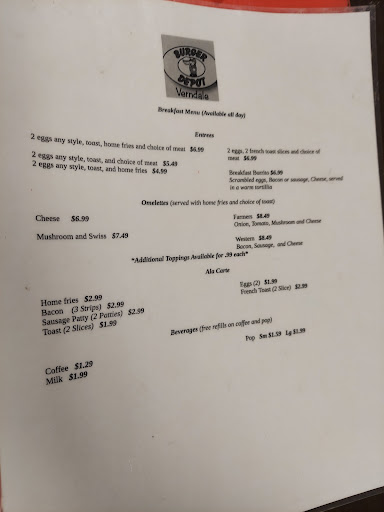 BURGER
DEPOT
Verndale
Breakfast Menu (Available all day)
Entrees
2 eggs any style, toast, home fries and choice of meat $6.99
2 eggs any style, toast, and choice of meat $5.49
2 eggs any style, toast, and home fries $4.99
2 eggs, 2 french toast slices and choice of
meat $6.99
Breakfast Burrito $6.99
Scrambled eggs, Bacon or sausage, Cheese, served
in a warm tortilla
Omelettes (served with home fries and choice of toast)
Cheese $6.99
Mushroom and Swiss $7.49
Farmers $8.49
Onion, Tomato, Mushroom and Cheese
Western $8.49
Bacon, Sausage, and Cheese
*Additional Toppings Available for .99 each*
Ala Carte
Home fries $2.99
Bacon (3 Strips) $2.99
Sausage Patty (2 Patties) $2.99
Toast (2 Slices) $1.99
Eggs (2) $1.99
French Toast (2 Slice) $2.99
Beverages (free refills on coffee and pop)
Coffee $1.29
Milk $1.99
Pop Sm $1.59 Lg $1.99